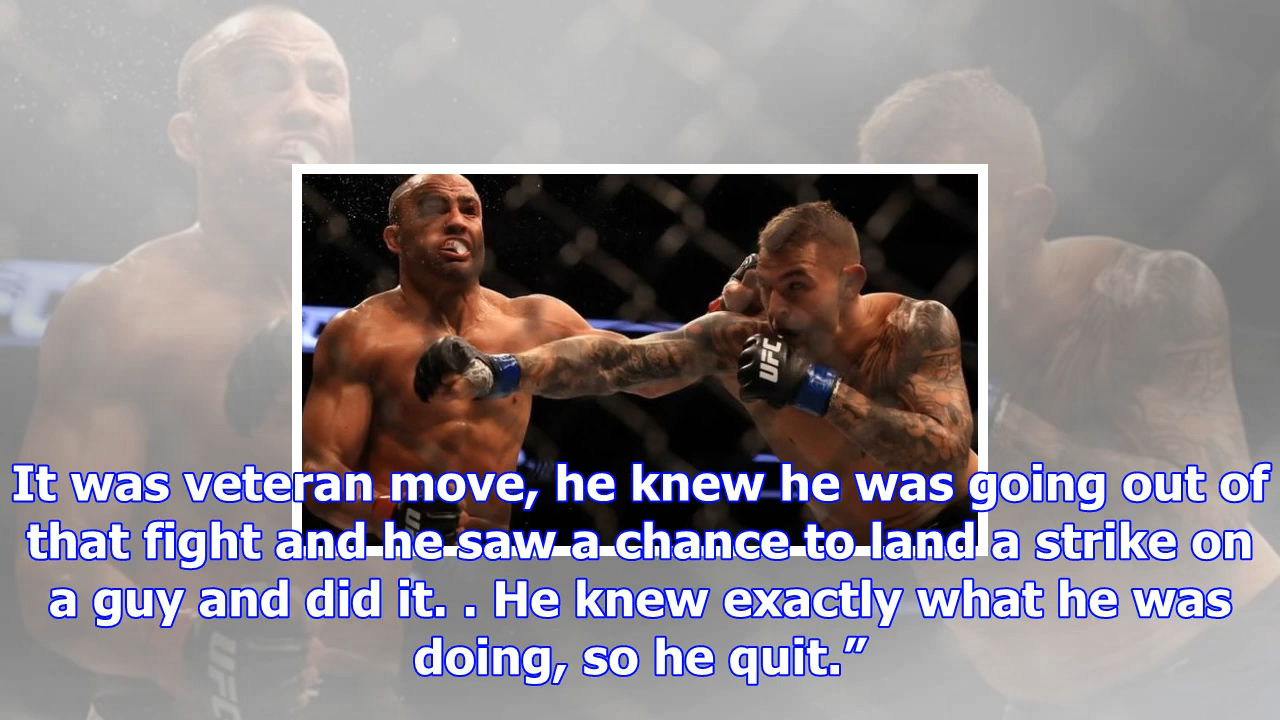 UFC
It was veteran move, he knew he was going out of
that fight and he saw a chance to land a strike on
a guy and did it. . He knew exactly what he was
doing, so he quit.”